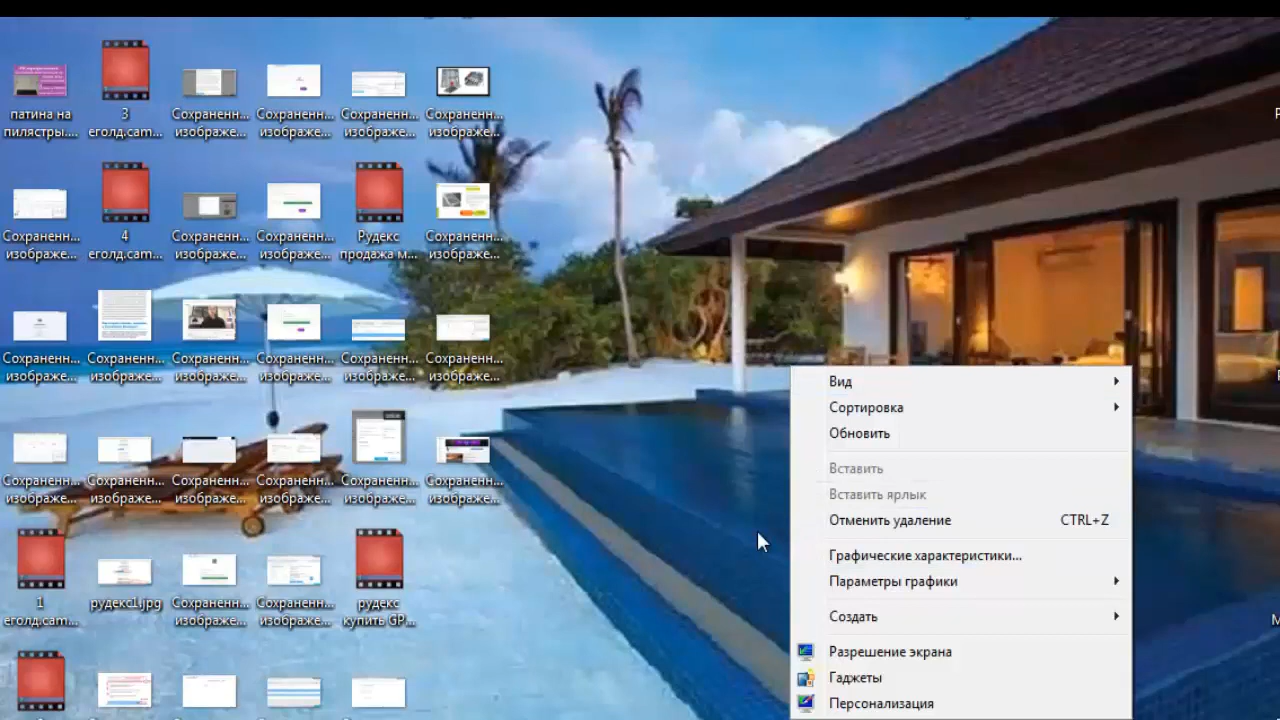 патина на
пилястры....
3
еголд.cam...
Сохраненн...
изображе...
Сохраненн...
изображе...
Сохраненн...
изображе...
Сохраненн...
изображе...
Сохраненн...
изображе...
4
еголд.cam...
Сохраненн...
изображе...
Сохраненн...
изображе...
Рудекс
продажа м...
Сохраненн...
изображе...
Сохраненн...
изображе...
Сохраненн...
изображе...
Сохраненн...
изображе...
Сохраненн...
изображе...
Сохраненн...
изображе...
Сохраненн...
изображе...
Сохраненн...
изображе...
Сохраненн...
изображе...
Сохраненн...
изображе...
Сохраненн...
изображе...
Сохраненн...
изображе...
Сохраненн...
изображе...
1
еголд.cam...
рудекс1.jpg
Сохраненн...
изображе...
Сохраненн...
изображе...
рудекс
купить GP...
Вид
Сортировка
Обновить
Вставить
Вставить ярлык
Отменить удаление CTRL+Z
Графические характеристики...
Параметры графики
Создать
Разрешение экрана
Гаджеты
Персонализация